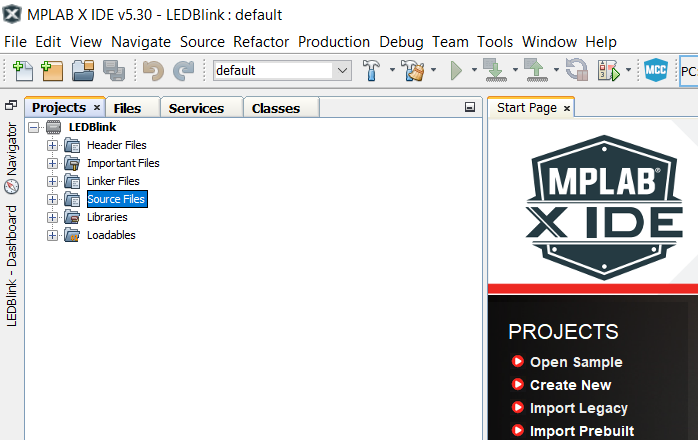 MPLAB X IDE v5.30 - LEDBlink : default
File Edit View Navigate Source Refactor Production Debug Team Tools Window Help
default
MCC
PC
Projects × Files Services Classes
Start Page ×
Navigator
LEDBlink - Dashboard
LEDBlink
Header Files
Important Files
Linker Files
Source Files
Libraries
Loadables
MPLAB®
X IDE
PROJECTS
Open Sample
Create New
Import Legacy
Import Prebuilt